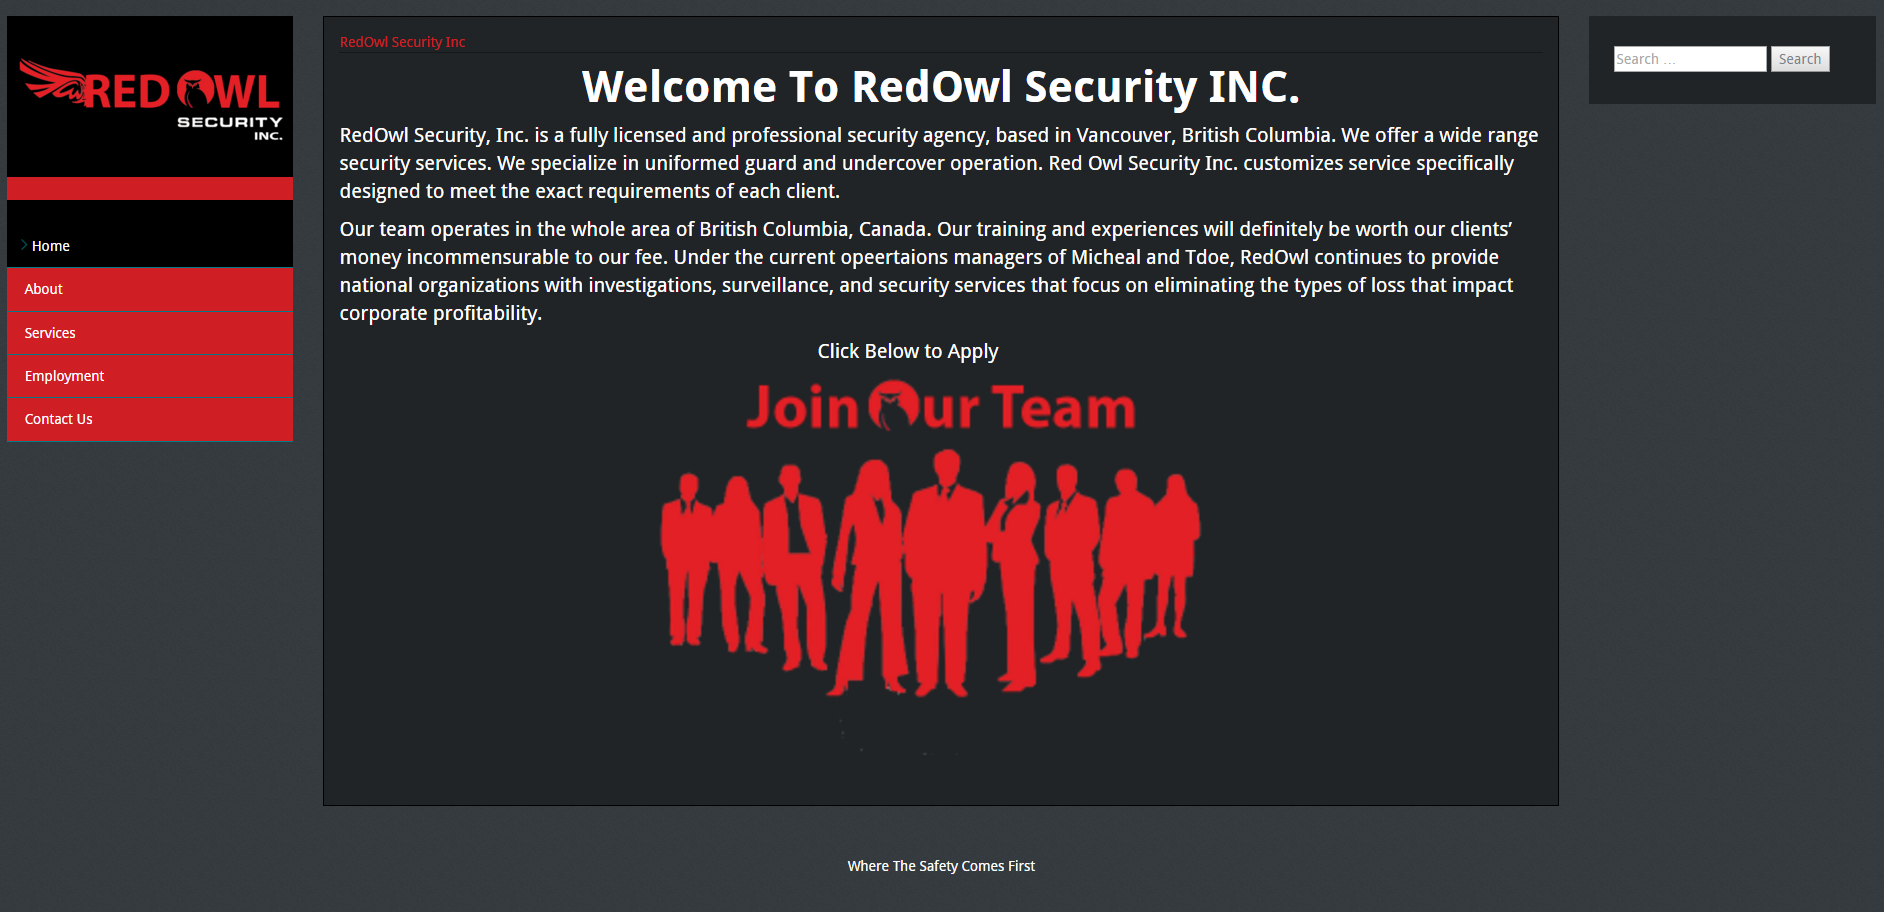 RED OWL
SECURITY
INC.
Home
About
Services
Employment
Contact Us
RedOwl Security Inc
Welcome To RedOwl Security INC.
RedOwl Security, Inc. is a fully licensed and professional security agency, based in Vancouver, British Columbia. We offer a wide range
security services. We specialize in uniformed guard and undercover operation. Red Owl Security Inc. customizes service specifically
designed to meet the exact requirements of each client.
Our team operates in the whole area of British Columbia, Canada. Our training and experiences will definitely be worth our clients’
money incommensurable to our fee. Under the current opeertaions managers of Micheal and Tdoe, RedOwl continues to provide
national organizations with investigations, surveillance, and security services that focus on eliminating the types of loss that impact
corporate profitability.
Click Below to Apply
Join Our Team
Search …
Search
Where The Safety Comes First